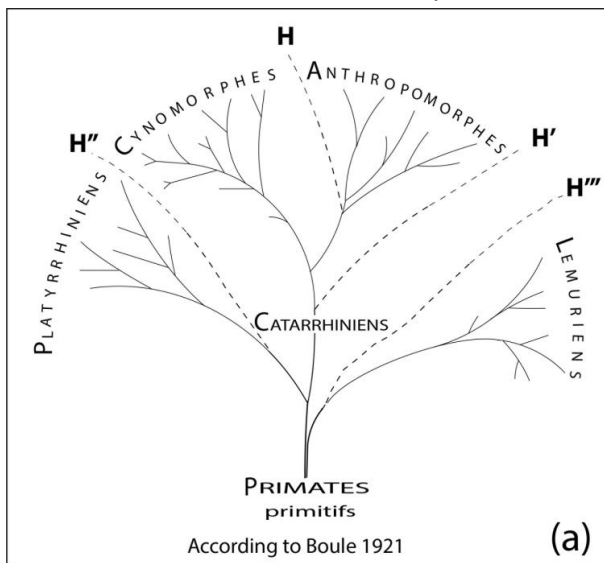 H
CYNOMORPHES
ANTHROPOMORPHES
H''
H'
H'''
PLATYRRHINIENS
LEMURIENS
CATARRHINIENS
PRIMATES
primitifs
According to Boule 1921
(a)